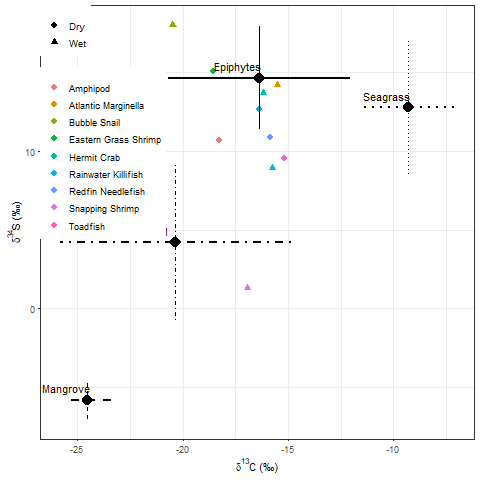 Dry
Wet
Epiphytes
Seagrass
Amphipod
Atlantic Marginella
Bubble Snail
Eastern Grass Shrimp
Hermit Crab
Rainwater Killifish
Redfin Needlefish
Snapping Shrimp
Toadfish
10
0
δ34S (‰)
Mangrove
-25
-20
-15
-10
δ13C (‰)